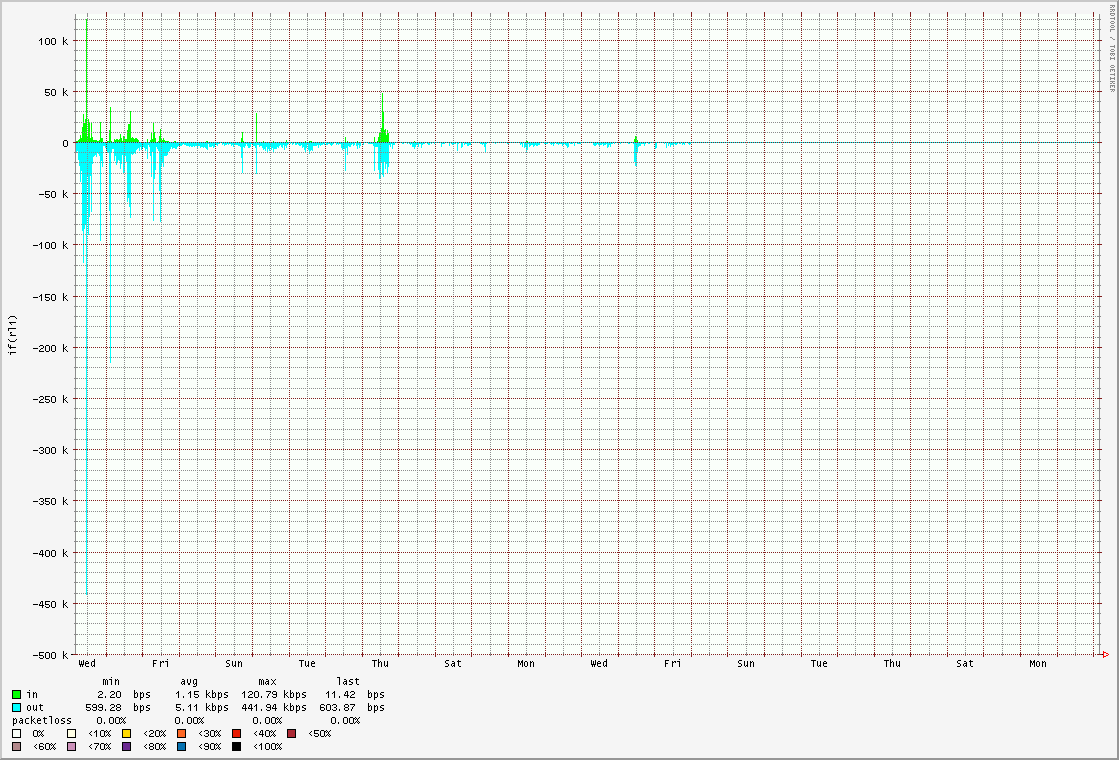 RRDTOOL / TOBI OETIKER
100 k
50 k
0
-50 k
-100 k
-150 k
-200 k
-250 k
-300 k
-350 k
-400 k
-450 k
-500 k
if(rl1)
Wed Fri Sun Tue Thu Sat Mon Wed Fri Sun Tue Thu Sat Mon
min avg max last
in 2.20 bps 1.15 kbps 120.79 kbps 11.42 bps
out 599.28 bps 5.11 kbps 441.94 kbps 603.87 bps
packetloss 0.00% 0.00% 0.00% 0.00%
0% <10% <20% <30% <40% <50%
<60% <70% <80% <90% <100%